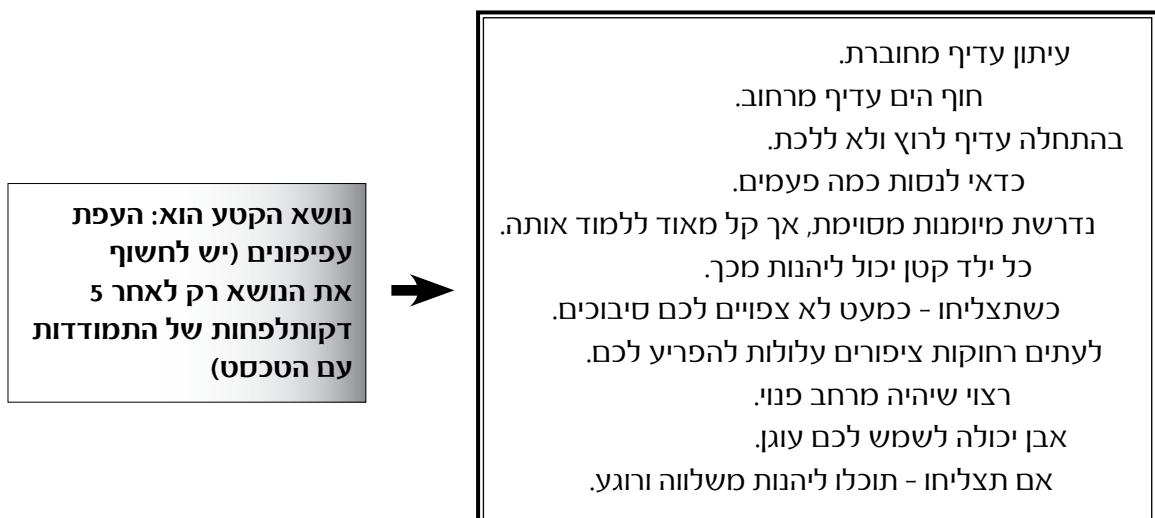 עיתון עדיף מחוברת.
חוף הים עדיף מרחוב.
בהתחלה עדיף לרוץ ולא ללכת.
כדאי לנסות כמה פעמים.
נדרשת מיומנות מסוימת, אך קל מאוד ללמוד אותה.
כל ילד קטן יכול ליהנות מכך.
כשתצליחו – כמעט לא צפויים לכם סיבוכים.
לעתים רחוקות ציפורים עלולות להפריע לכם.
רצוי שיהיה מרחב פנוי.
אבן יכולה לשמש לכם עוגן.
אם תצליחו – תוכלו ליהנות משלווה ורוגע.
נושא הקטע הוא: העפת
עפיפונים (יש לחשוף
את הנושא רק לאחר 5
דקותלפחות של התמודדות
עם הטכסט)